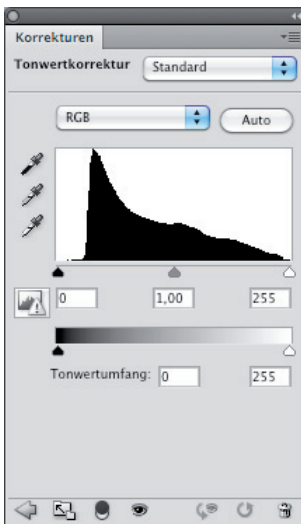 Korrekturen
Tonwertkorrektur Standard
RGB Auto
0 1,00 255
Tonwertumfang: 0 255